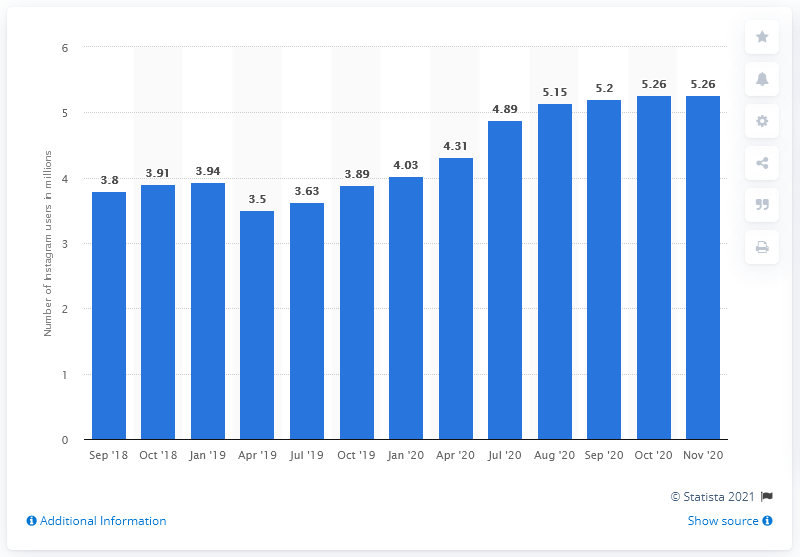 Number of Instagram users in millions
6
5
4
3
2
1
0
3.8
3.91
3.94
3.5
3.63
3.89
4.03
4.31
4.89
5.15
5.2
5.26
5.26
Sep '18
Oct '18
Jan '19
Apr '19
Jul '19
Oct '19
Jan '20
Apr '20
Jul '20
Aug '20
Sep '20
Oct '20
Nov '20
© Statista 2021
Additional Information
Show source